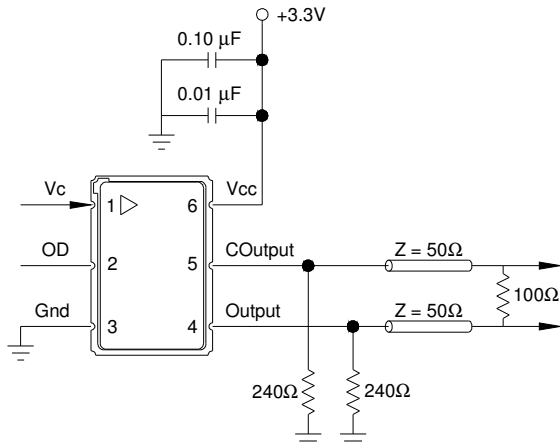 +3.3V
0.10 µF
0.01 µF
Vc 1 6 Vcc
OD 2 5 COutput Z = 50Ω
100Ω
Gnd 3 4 Output Z = 50Ω
240Ω 240Ω